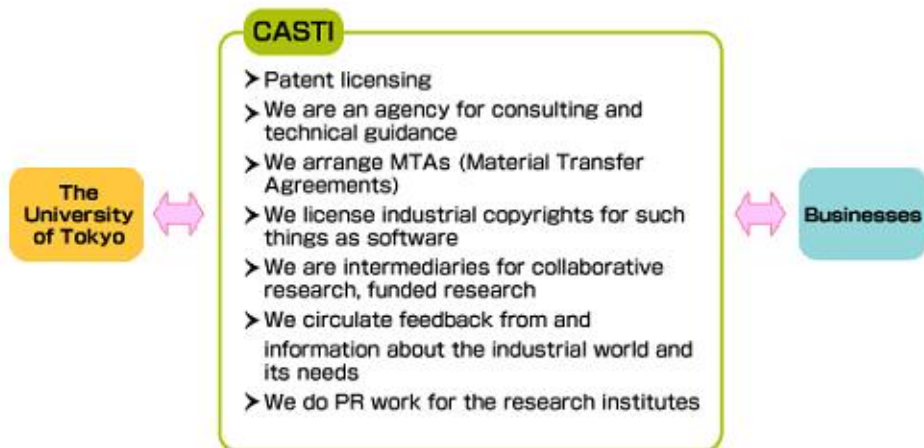 CASTI
➤ Patent licensing
➤ We are an agency for consulting and
technical guidance
➤ We arrange MTAs (Material Transfer
Agreements)
➤ We license industrial copyrights for such
things as software
➤ We are intermediaries for collaborative
research, funded research
➤ We circulate feedback from and
information about the industrial world and
its needs
➤ We do PR work for the research institutes
The
University
of Tokyo
Businesses